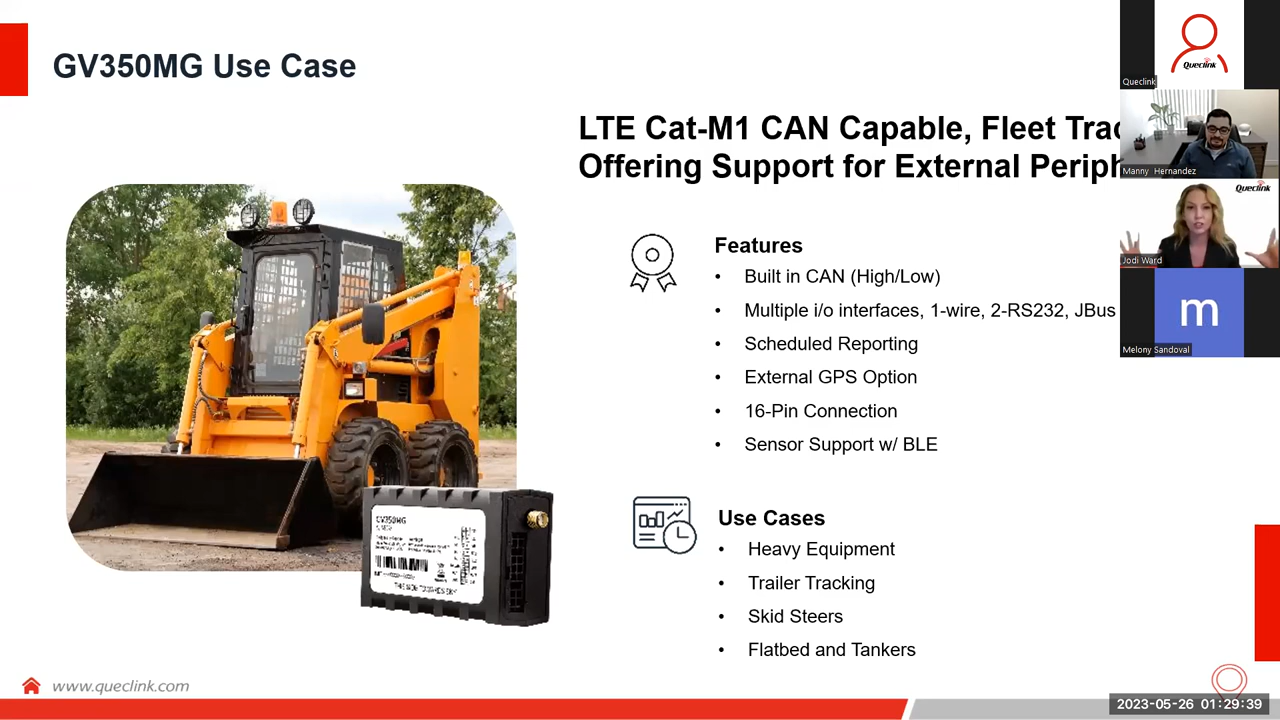 GV350MG Use Case
LTE Cat-M1 CAN Capable, Fleet
Offering Support for External
Features
• Built in CAN (High/Low)
• Multiple i/o interfaces, 1-wire, 2-RS232, JBus
• Scheduled Reporting
• External GPS Option
• 16-Pin Connection
• Sensor Support w/ BLE
Use Cases
• Heavy Equipment
• Trailer Tracking
• Skid Steers
• Flatbed and Tankers
GV350MG
www.queclink.com
Queclink
Queclink
Manny Hernandez
Queclink
Jodi Ward
m
Melony Sandoval
2023-05-26 01:29:39